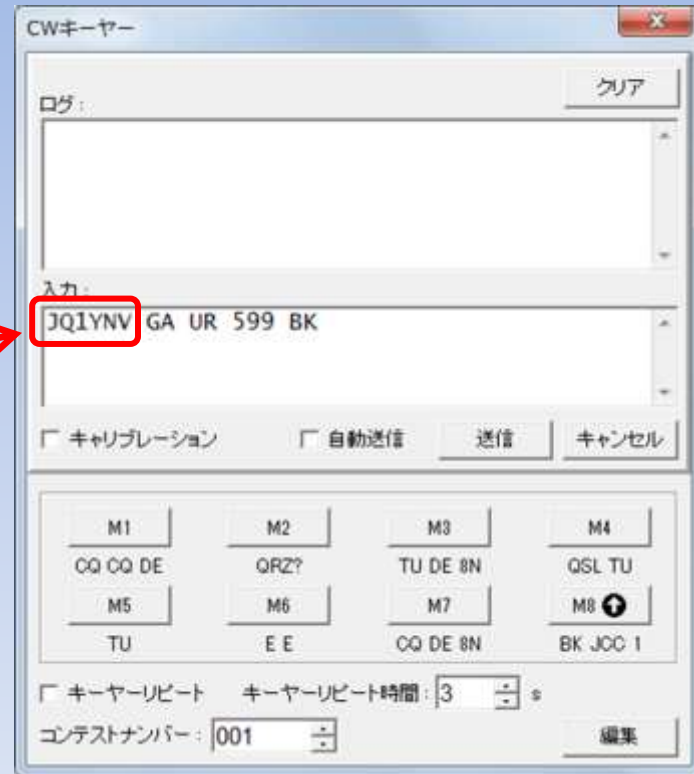 CWキーヤー
クリア
ログ:
入力:
JQ1YNV GA UR 599 BK
キャリブレーション 自動送信 送信 キャンセル
M1 M2 M3 M4
CQ CQ DE QRZ? TU DE 8N QSL TU
M5 M6 M7 M8
TU E E CQ DE 8N BK JCC 1
キーヤーリピート キーヤーリピート時間: 3 s
コンテストナンバー: 001 編集